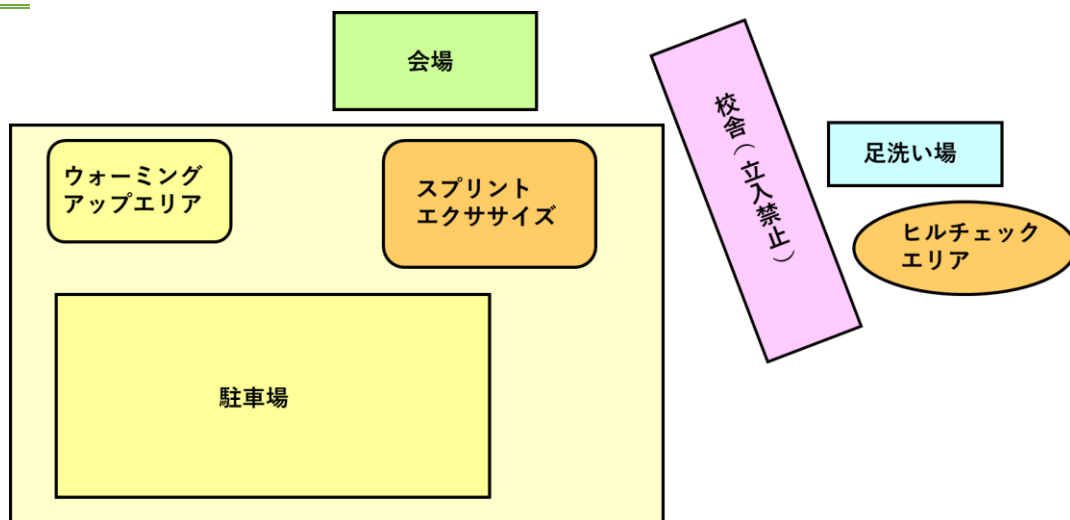 会場
ウォーミング
アップエリア
スプリント
エクササイズ
校舎（立入禁止）
足洗い場
ヒルチェック
エリア
駐車場